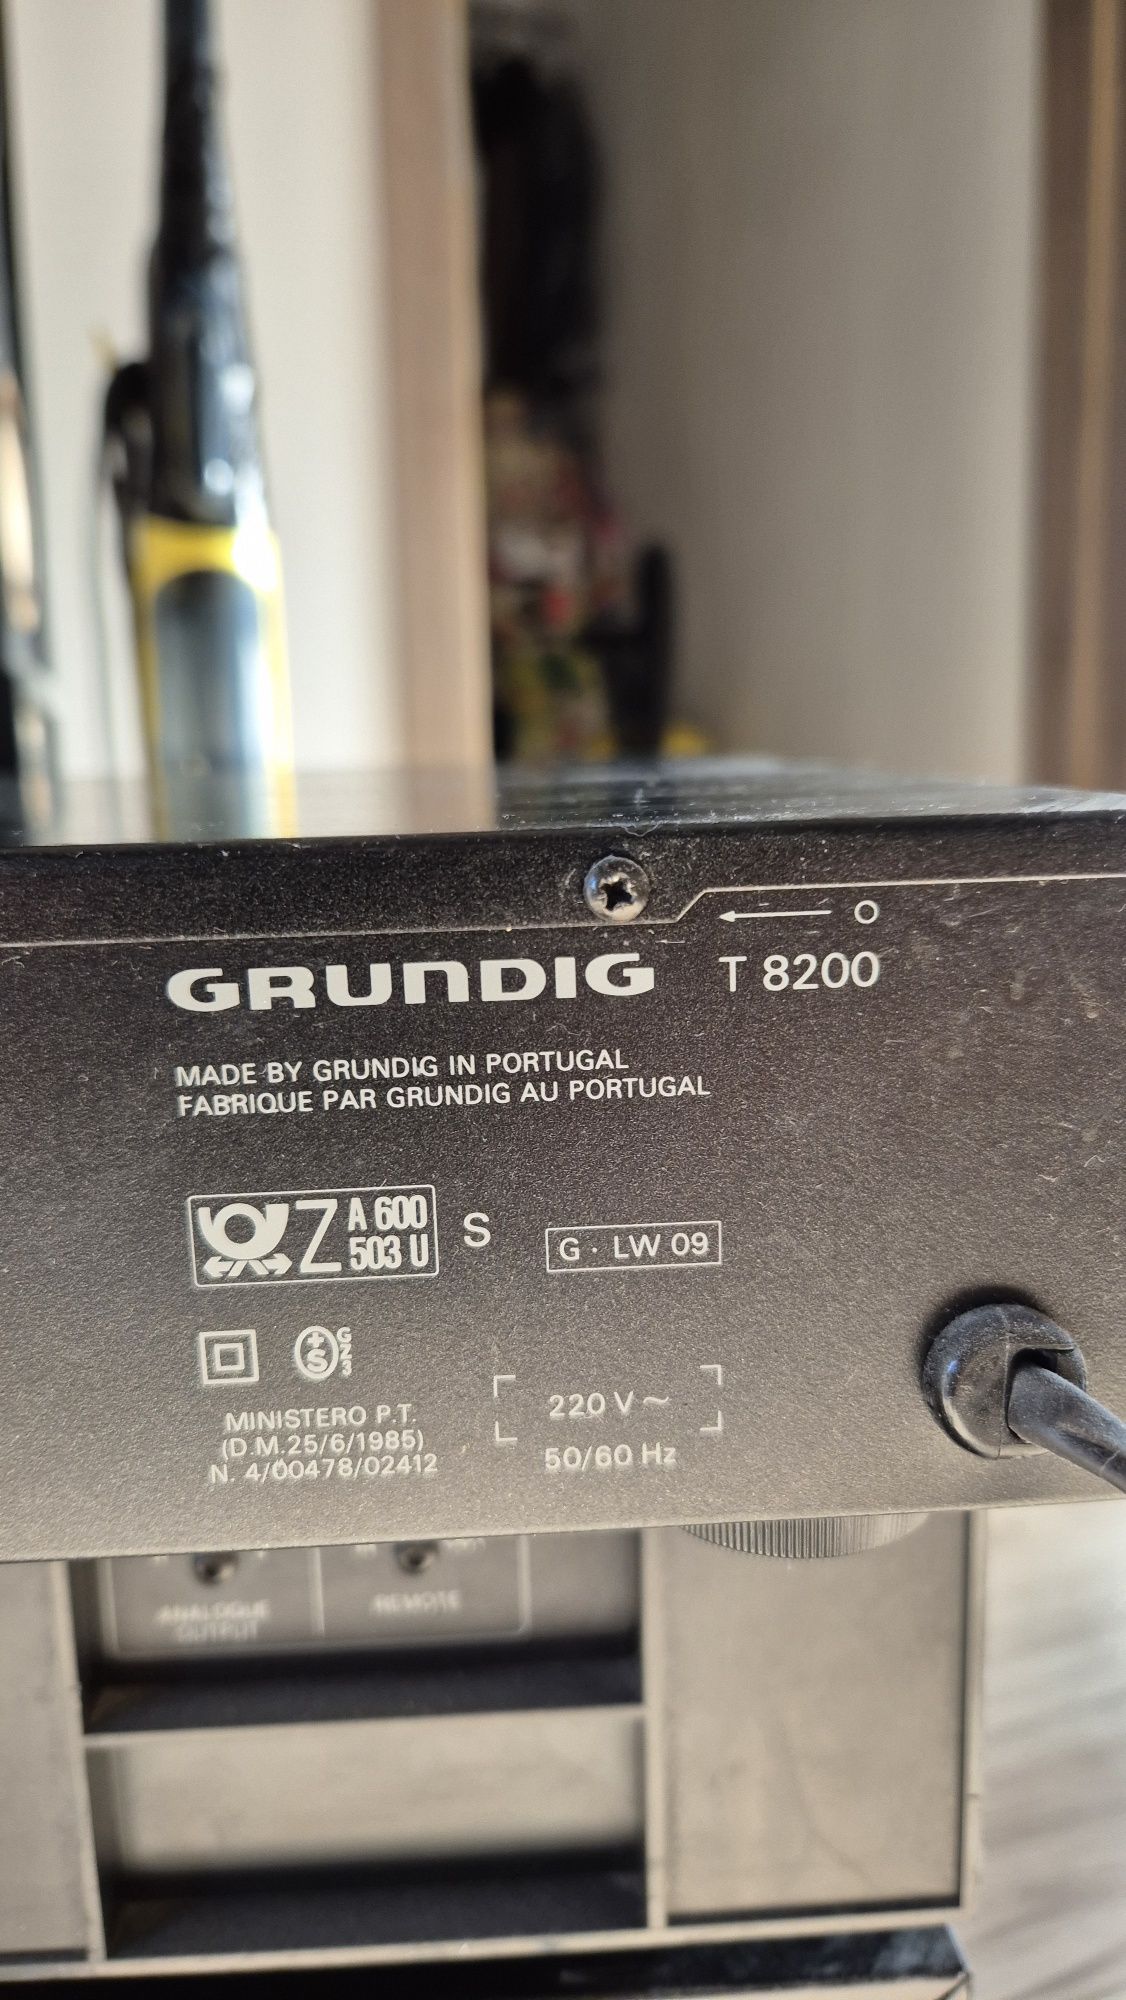 GRUNDIG T 8200
MADE BY GRUNDIG IN PORTUGAL
FABRIQUE PAR GRUNDIG AU PORTUGAL
Z A 600
503 U
S
G · LW 09
+S GZ3
MINISTERO P.T.
(D.M.25/6/1985)
N. 4/00478/02412
220 V ~
50/60 Hz
ANALOGUE
OUTPUT
REMOTE